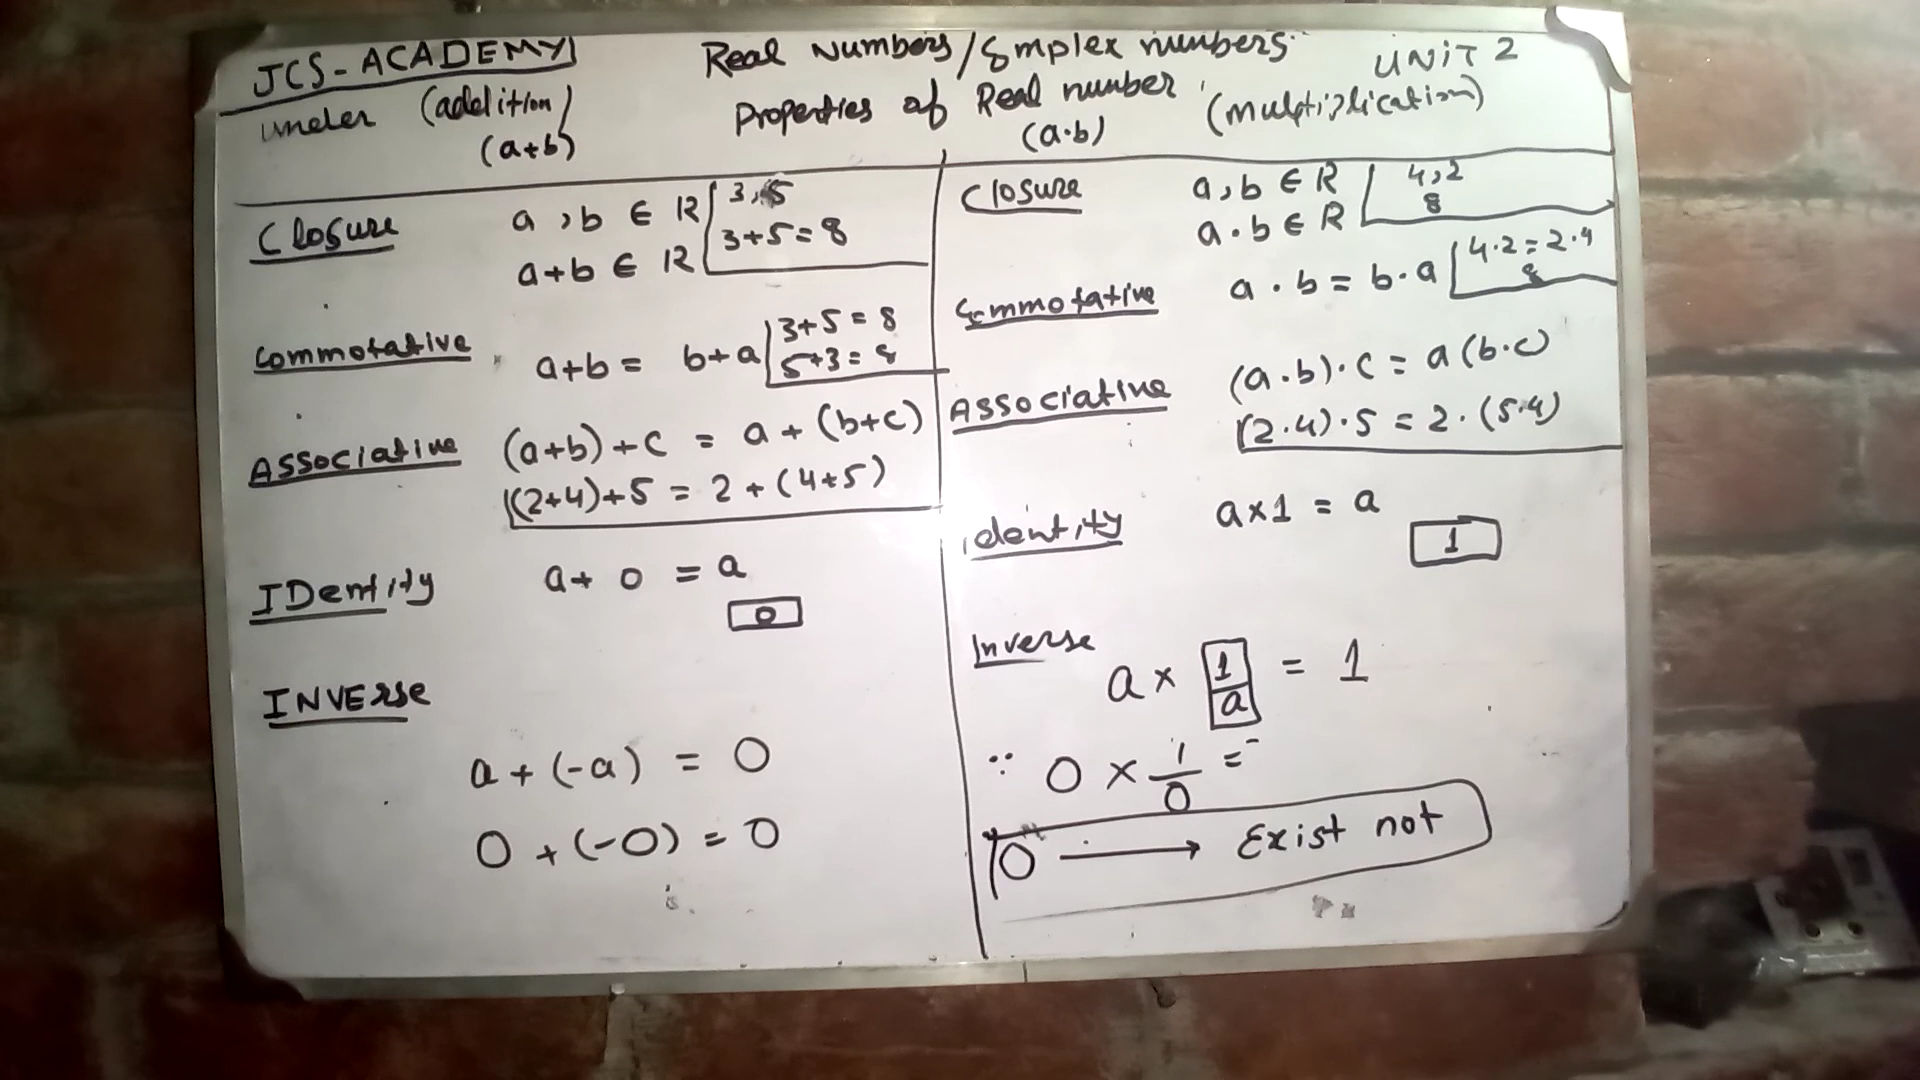 JCS-ACADEMY
Real Numbers/Complex numbers
UNIT 2
under (addition)
(a+b)
Properties of Real number
(a·b)
(multiplication)
Closure
a,b ∈ R
3,5
a+b ∈ R
3+5=8
Commotative
a+b = b+a
3+5=8
5+3=8
Associative
(a+b)+c = a+(b+c)
(2+4)+5 = 2+(4+5)
IDentity
a+ 0 = a
0
INVERse
a+(-a) = 0
0+(-0)=0
Closure
a,b ∈ R
4,2
a·b ∈ R
8
Commotative
a·b = b·a
4·2=2·4
8
Associative
(a·b)·c = a(b·c)
(2·4)·5 = 2·(5·4)
identity
a×1 = a
1
Inverse
a × 1/a = 1
∵ 0 × 1/0 =
0 → Exist not